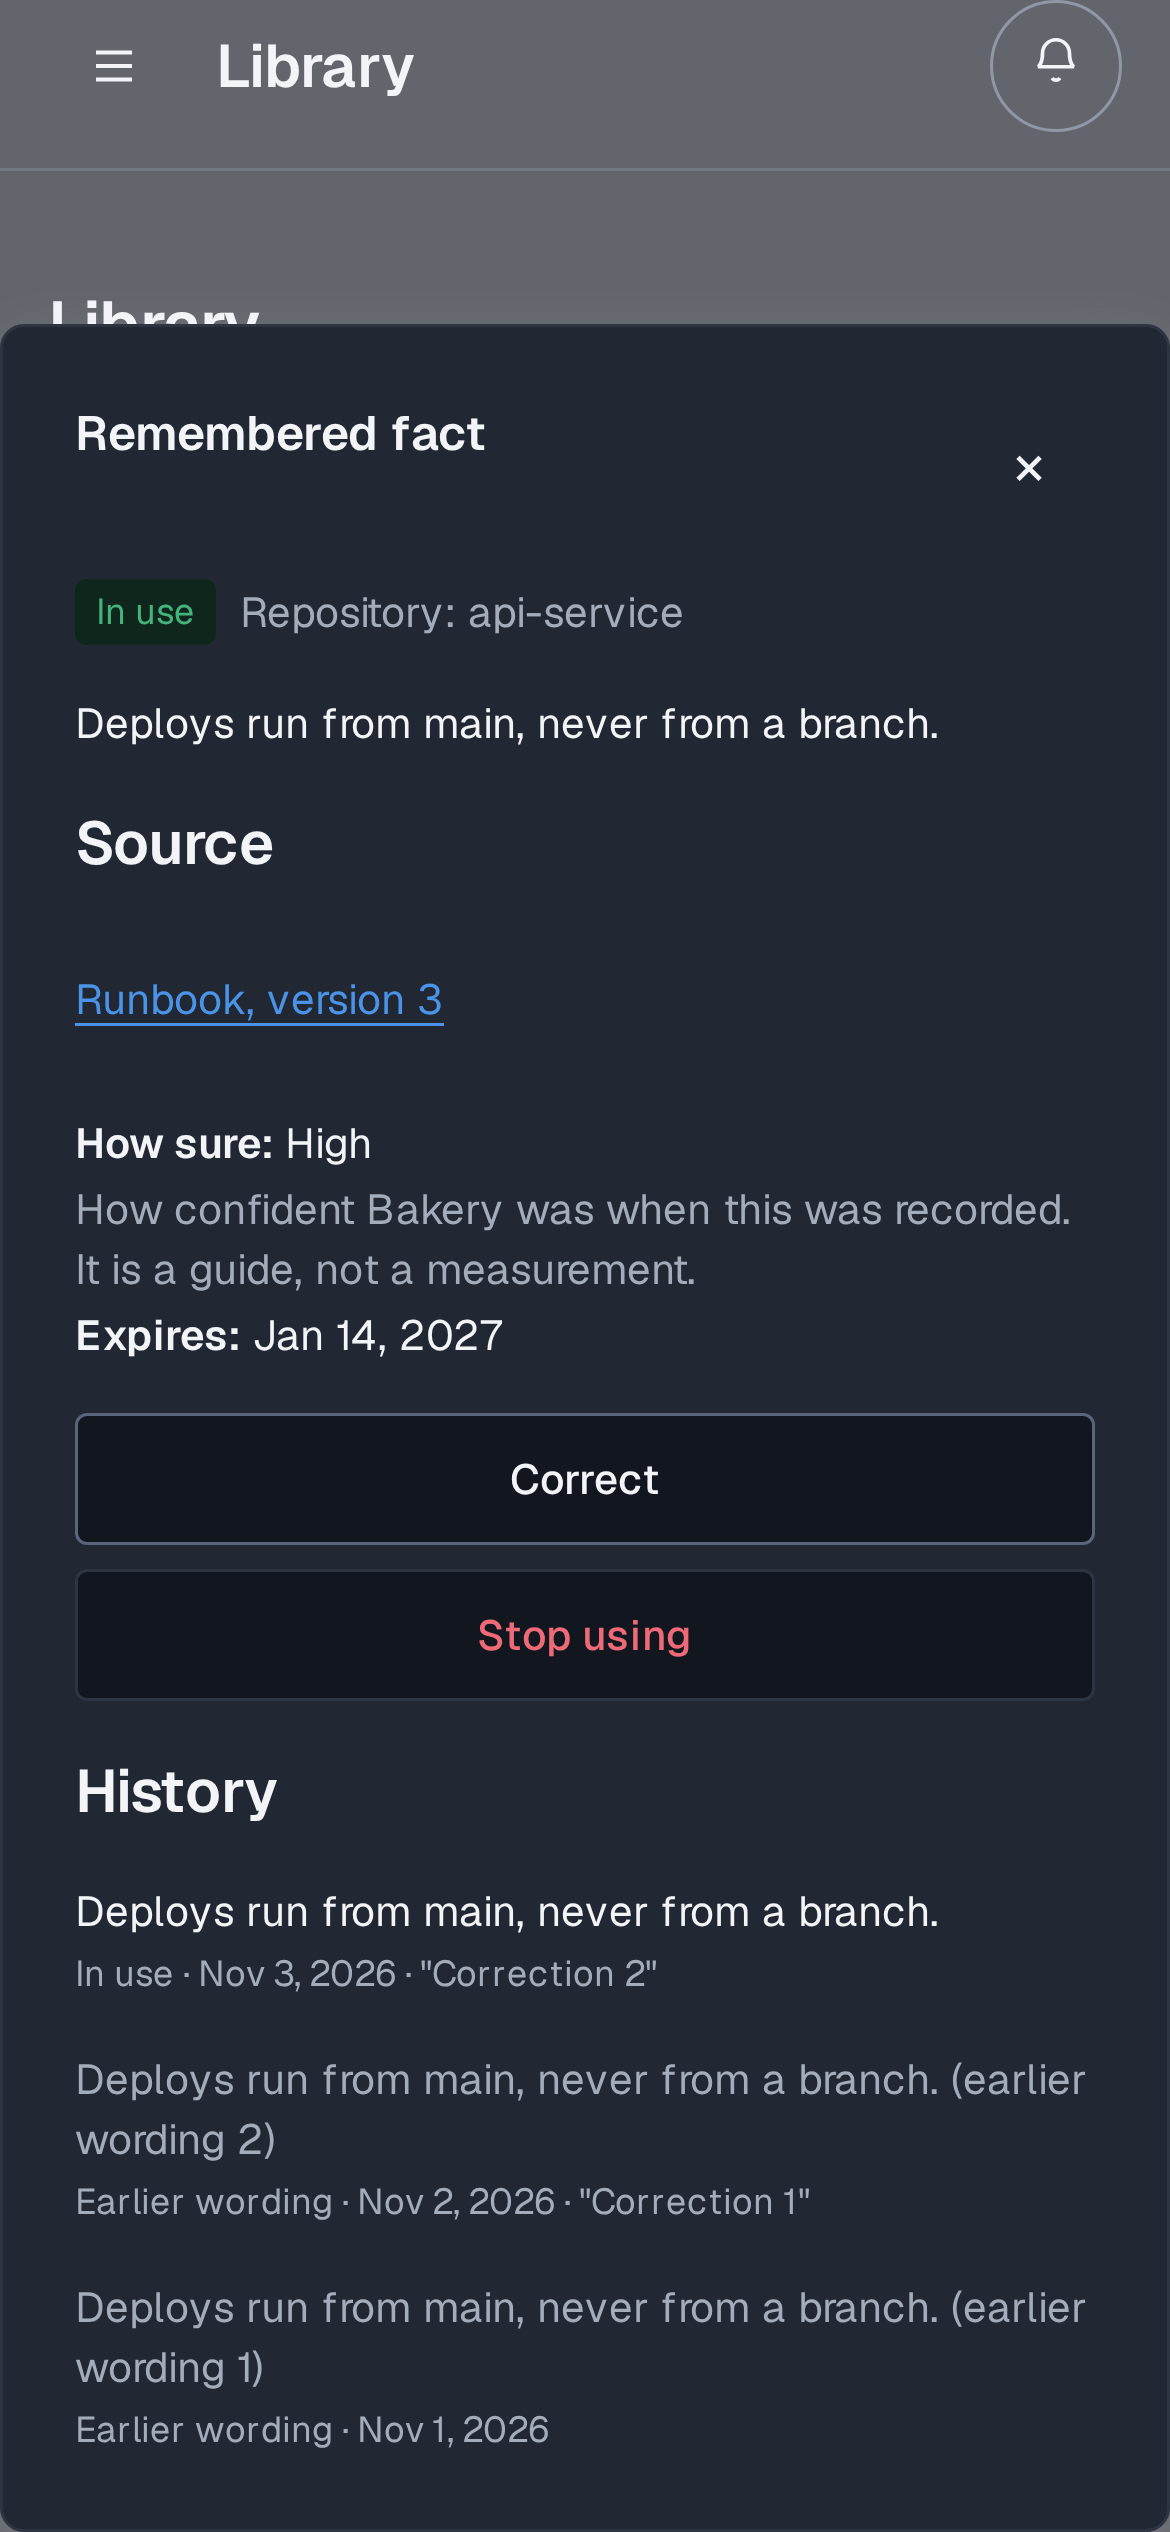 Library
Library
Remembered fact
In use Repository: api-service
Deploys run from main, never from a branch.
Source
Runbook, version 3
How sure: High
How confident Bakery was when this was recorded.
It is a guide, not a measurement.
Expires: Jan 14, 2027
Correct
Stop using
History
Deploys run from main, never from a branch.
In use · Nov 3, 2026 · "Correction 2"
Deploys run from main, never from a branch. (earlier
wording 2)
Earlier wording · Nov 2, 2026 · "Correction 1"
Deploys run from main, never from a branch. (earlier
wording 1)
Earlier wording · Nov 1, 2026